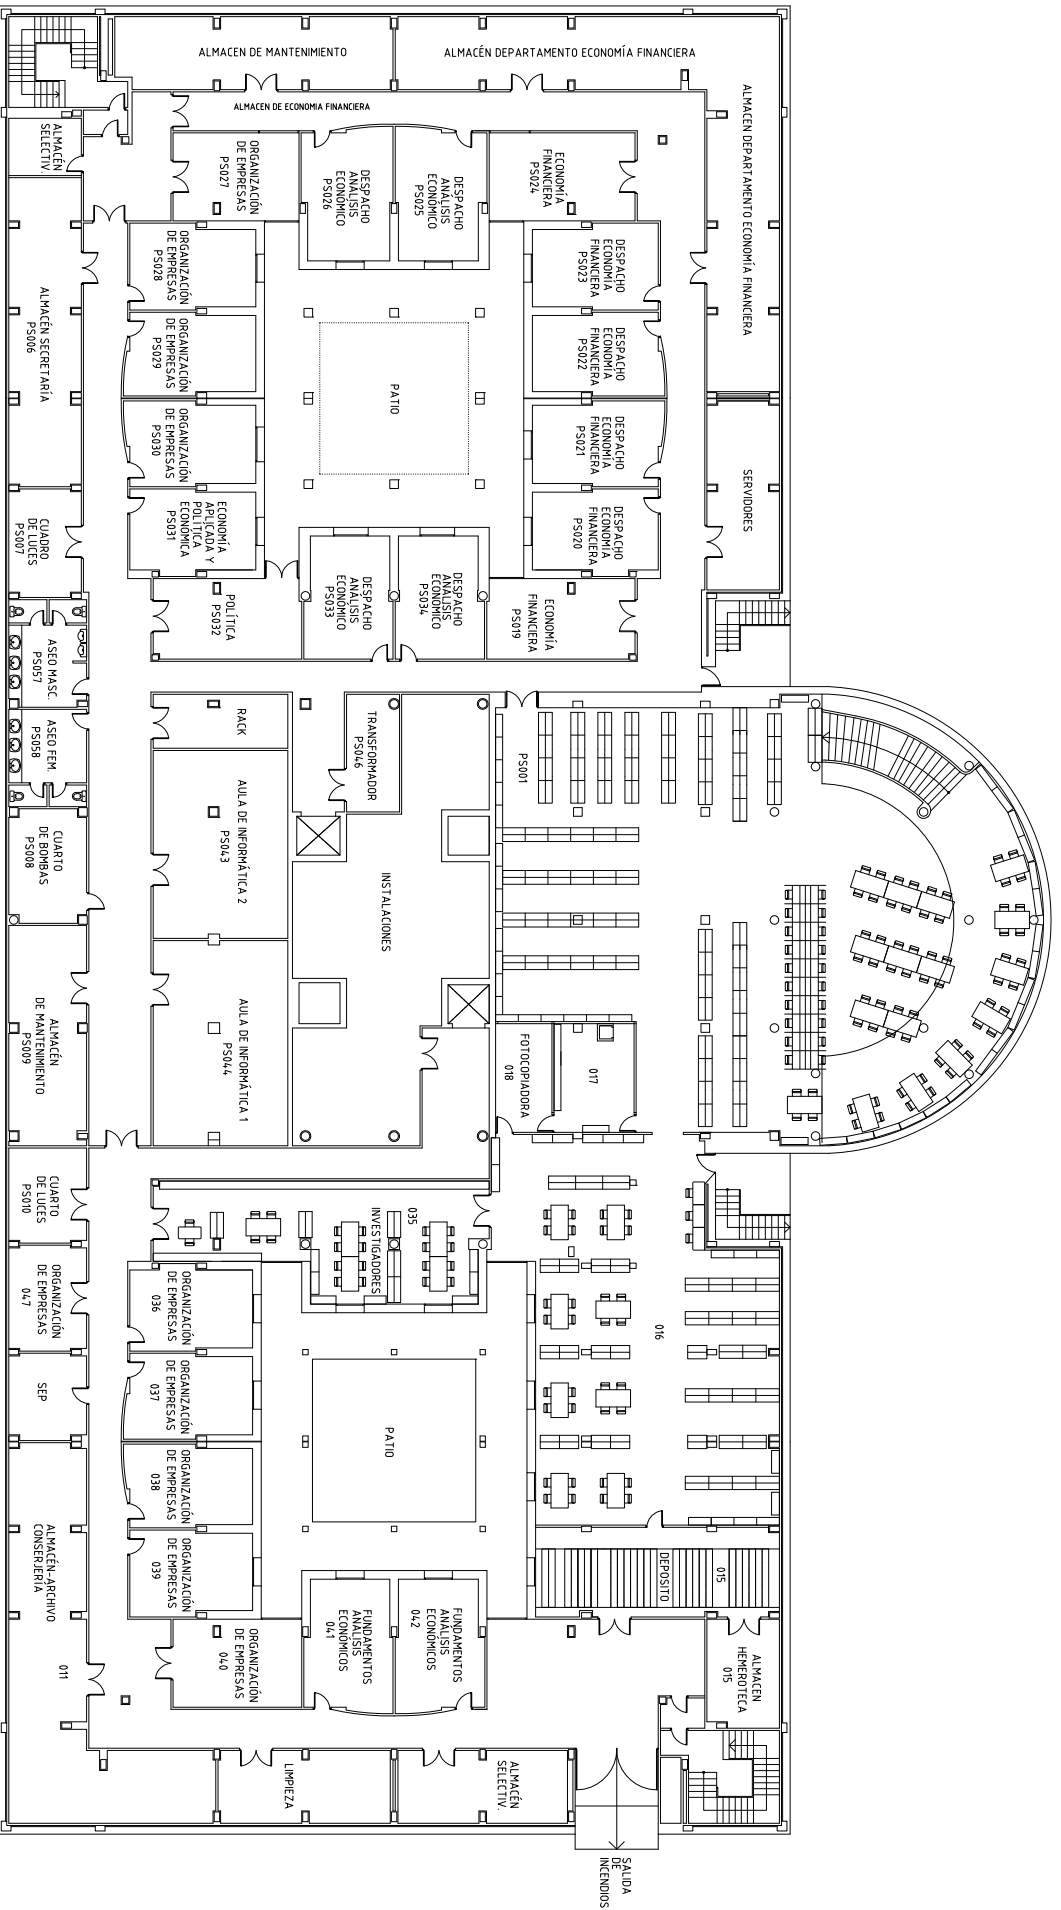 ALMACEN DE MANTENIMIENTO
ALMACÉN DEPARTAMENTO ECONOMÍA FINANCIERA
ALMACEN DE ECONOMIA FINANCIERA
ALMACEN DEPARTAMENTO ECONOMÍA FINANCIERA
ALMACÉN
SELECTIV.
ORGANIZACIÓN
DE EMPRESAS
PS027
DESPACHO
ANÁLISIS
ECONÓMICO
PS026
DESPACHO
ANÁLISIS
ECONÓMICO
PS025
ECONOMÍA
FINANCIERA
PS024
ORGANIZACIÓN
DE EMPRESAS
PS028
DESPACHO
ECONOMÍA
FINANCIERA
PS023
ALMACÉN SECRETARÍA
PS006
ORGANIZACIÓN
DE EMPRESAS
PS029
PATIO
DESPACHO
ECONOMÍA
FINANCIERA
PS022
ORGANIZACIÓN
DE EMPRESAS
PS030
DESPACHO
ECONOMÍA
FINANCIERA
PS021
SERVIDORES
CUADRO
DE LUCES
PS007
ECONOMÍA
APLICADA Y
POLÍTICA
ECONÓMICA
PS031
DESPACHO
ECONOMÍA
FINANCIERA
PS020
POLÍTICA
PS032
DESPACHO
ANÁLISIS
ECONÓMICO
PS033
DESPACHO
ANÁLISIS
ECONÓMICO
PS034
ECONOMÍA
FINANCIERA
PS019
ASEO MASC.
PS057
ASEO FEM.
PS058
RACK
TRANSFORMADOR
PS046
PS001
AULA DE INFORMÁTICA 2
PS043
CUARTO
DE BOMBAS
PS008
INSTALACIONES
ALMACÉN
DE MANTENIMIENTO
PS009
AULA DE INFORMÁTICA 1
PS044
FOTOCOPIADORA
018
017
CUARTO
DE LUCES
PS010
035
INVESTIGADORES
ORGANIZACIÓN
DE EMPRESAS
047
ORGANIZACIÓN
DE EMPRESAS
036
016
SEP
ORGANIZACIÓN
DE EMPRESAS
037
PATIO
ORGANIZACIÓN
DE EMPRESAS
038
ALMACÉN-ARCHIVO
CONSERJERÍA
ORGANIZACIÓN
DE EMPRESAS
039
DEPOSITO
015
011
ORGANIZACIÓN
DE EMPRESAS
040
FUNDAMENTOS
ANÁLISIS
ECONÓMICOS
041
FUNDAMENTOS
ANÁLISIS
ECONÓMICOS
042
ALMACEN
HEMEROTECA
015
LIMPIEZA
ALMACÉN
SELECTIV.
SALIDA
DE
INCENDIOS